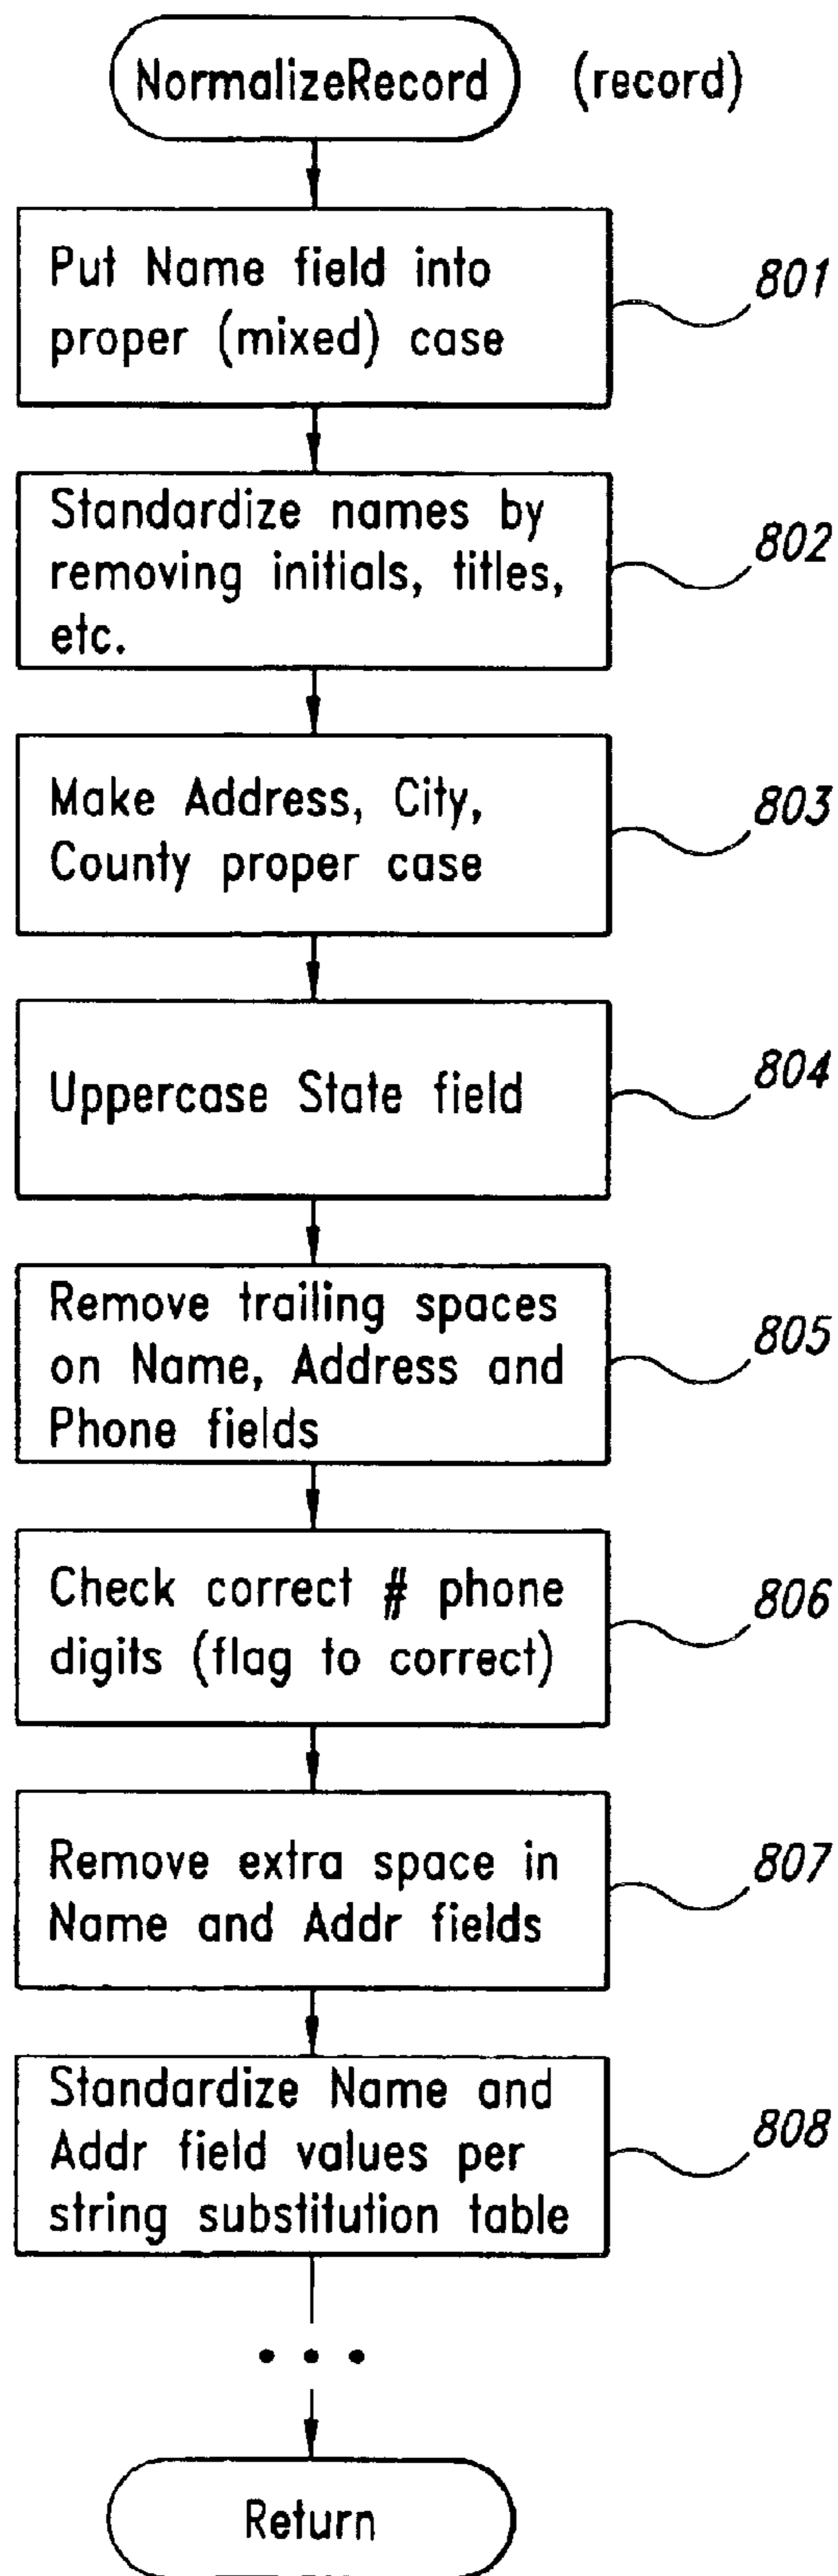 NormalizeRecord (record)
Put Name field into
proper (mixed) case
801
Standardize names by
removing initials, titles,
etc.
802
Make Address, City,
County proper case
803
Uppercase State field
804
Remove trailing spaces
on Name, Address and
Phone fields
805
Check correct # phone
digits (flag to correct)
806
Remove extra space in
Name and Addr fields
807
Standardize Name and
Addr field values per
string substitution table
808
• • •
Return